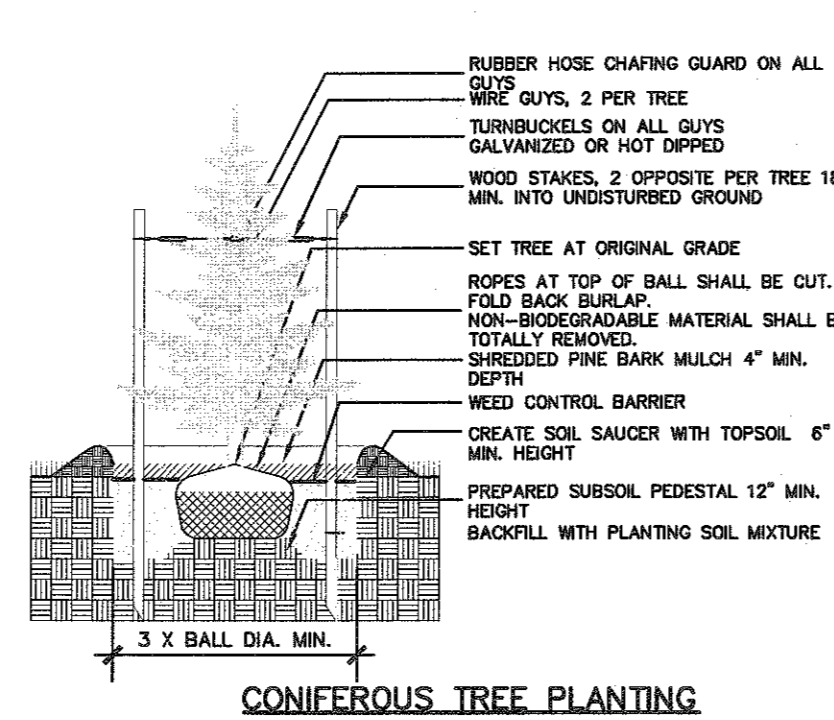 RUBBER HOSE CHAFING GUARD ON ALL
GUYS
WIRE GUYS, 2 PER TREE
TURNBUCKELS ON ALL GUYS
GALVANIZED OR HOT DIPPED
WOOD STAKES, 2 OPPOSITE PER TREE 18
MIN. INTO UNDISTURBED GROUND
SET TREE AT ORIGINAL GRADE
ROPES AT TOP OF BALL SHALL BE CUT.
FOLD BACK BURLAP.
NON-BIODEGRADABLE MATERIAL SHALL B
TOTALLY REMOVED.
SHREDDED PINE BARK MULCH 4" MIN.
DEPTH
WEED CONTROL BARRIER
CREATE SOIL SAUCER WITH TOPSOIL 6"
MIN. HEIGHT
PREPARED SUBSOIL PEDESTAL 12" MIN.
HEIGHT
BACKFILL WITH PLANTING SOIL MIXTURE
3 X BALL DIA. MIN.
CONIFEROUS TREE PLANTING